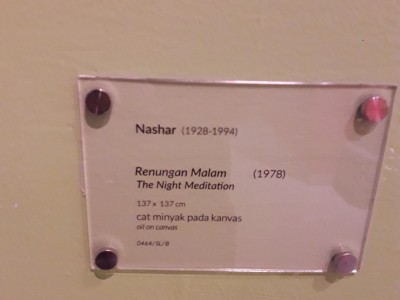 Nashar (1928-1994)
Renungan Malam (1978)
The Night Meditation
137 x 137 cm
cat minyak pada kanvas
oil on canvas
0464/SL/B